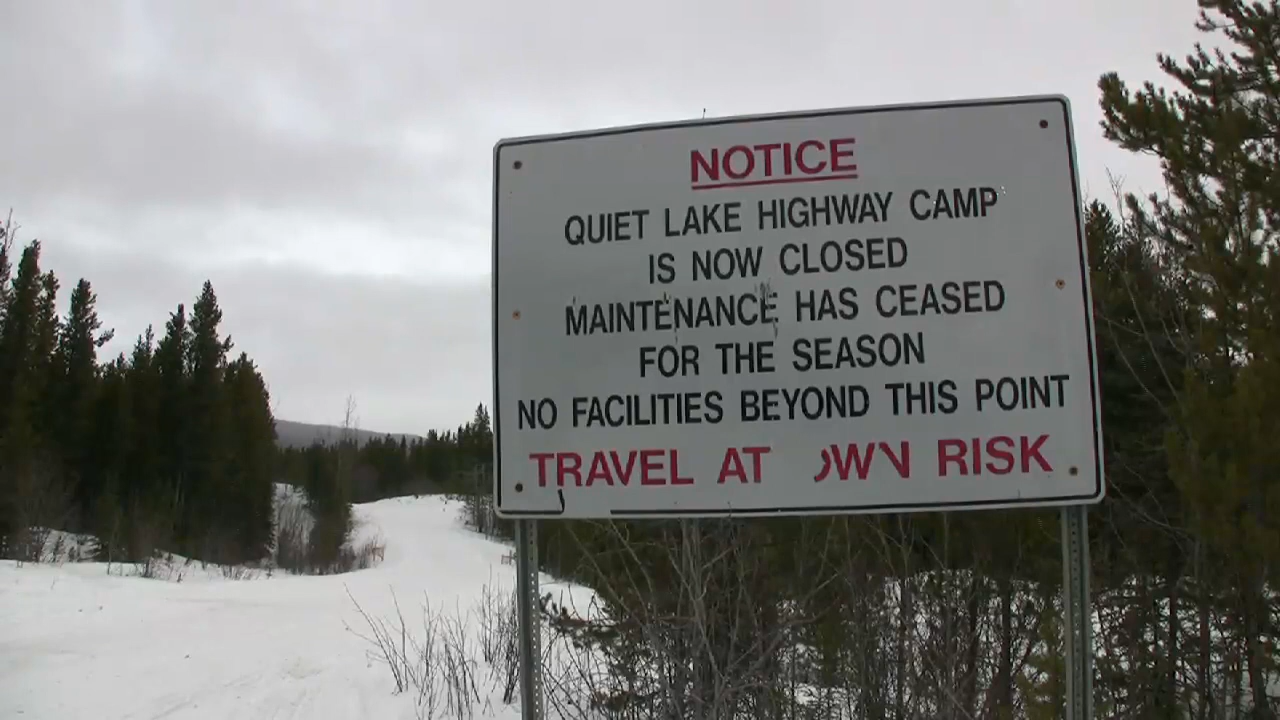 NOTICE
QUIET LAKE HIGHWAY CAMP
IS NOW CLOSED
MAINTENANCE HAS CEASED
FOR THE SEASON
NO FACILITIES BEYOND THIS POINT
TRAVEL AT OWN RISK